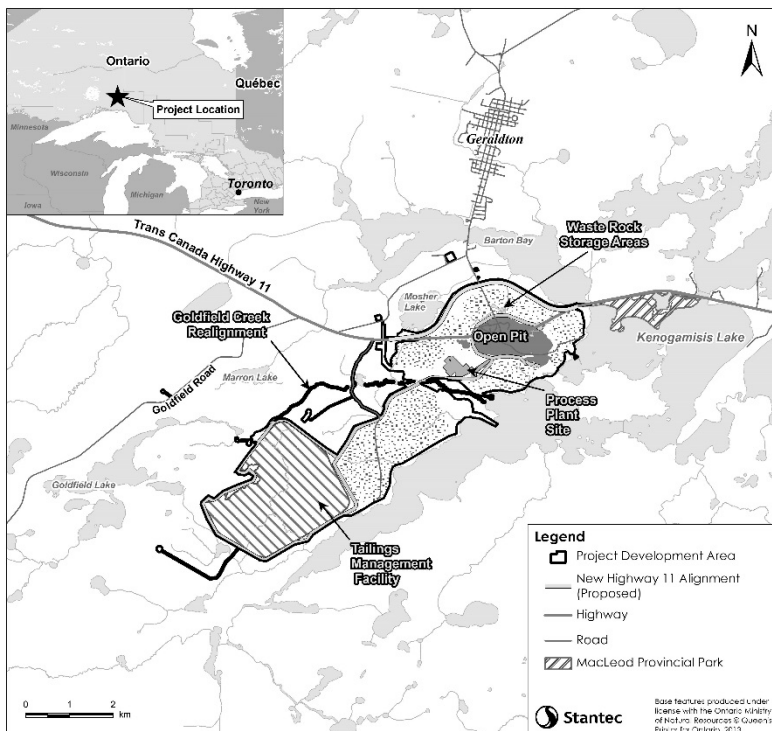 Ontario
Québec
Project Location
Minnesota
Wisconsin
Michigan
Toronto
Iowa
New
York
N
Geraldton
Trans Canada Highway 11
Barton Bay
Waste Rock
Storage Areas
Mosher
Lake
Goldfield Creek
Realignment
Open Pit
Kenogamisis Lake
Marron Lake
Goldfield Road
Process
Plant
Site
Goldfield Lake
Tailings
Management
Facility
Legend
Project Development Area
New Highway 11 Alignment
(Proposed)
Highway
Road
MacLeod Provincial Park
0 1 2
km
Stantec
Base features produced under
license with the Ontario Ministry
of Natural Resources © Queen's
Printer for Ontario, 2013